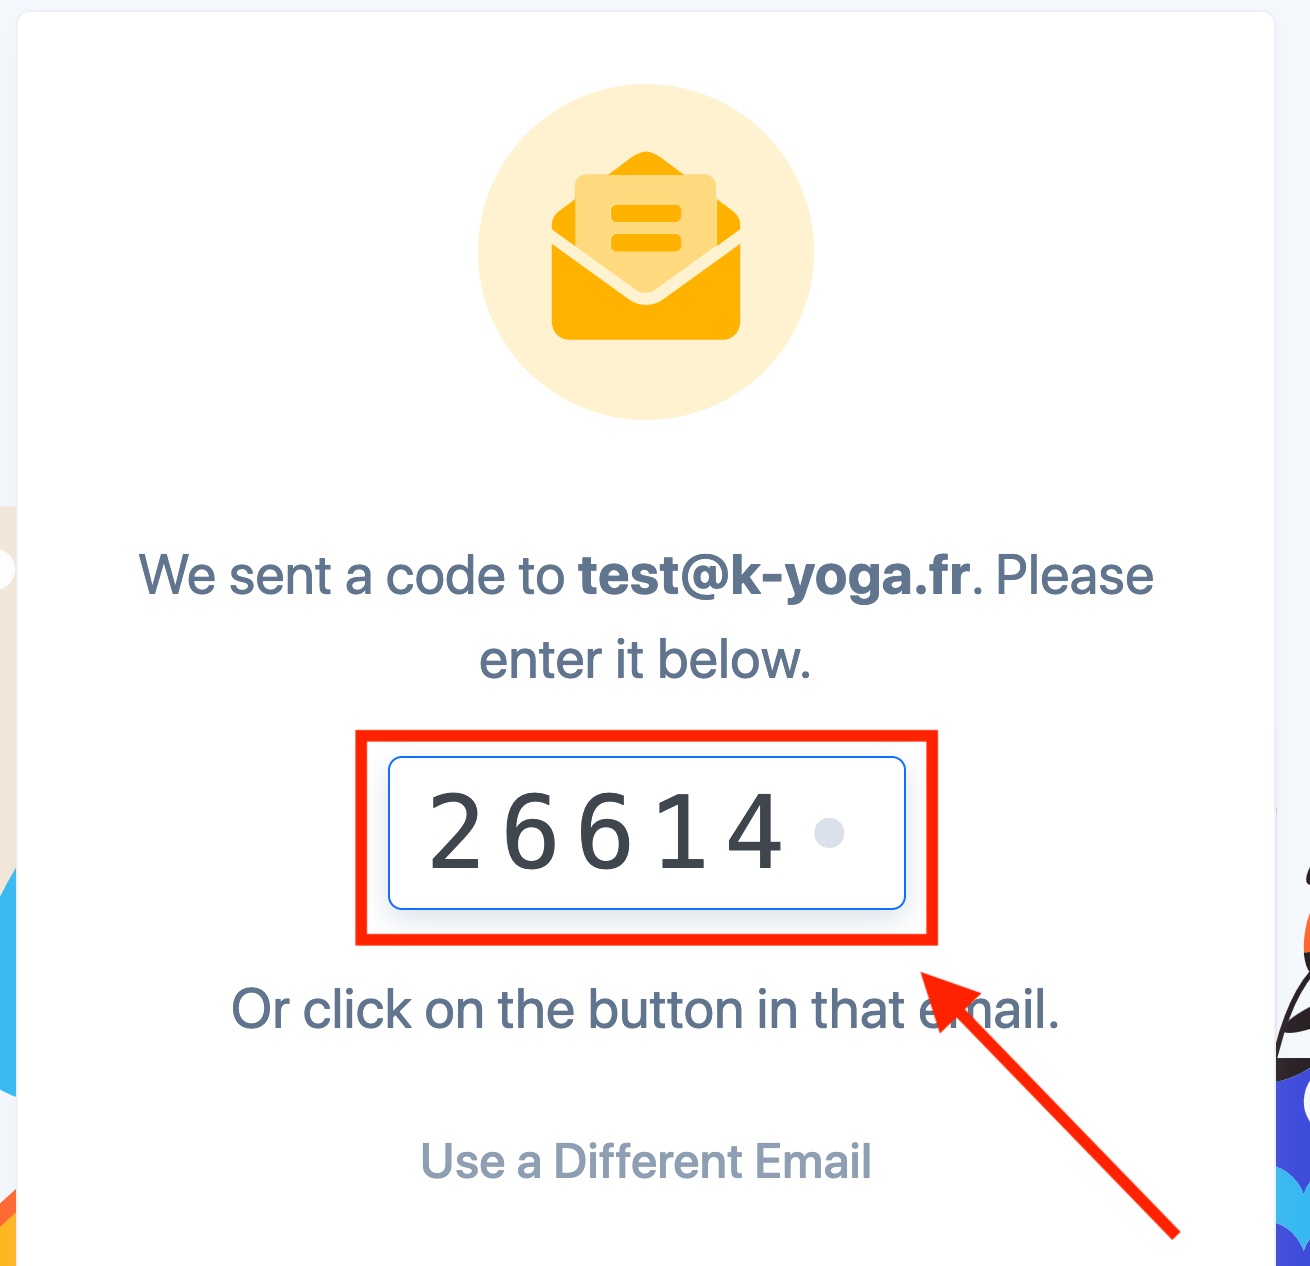 We sent a code to test@k-yoga.fr. Please
enter it below.
26614
Or click on the button in that email.
Use a Different Email